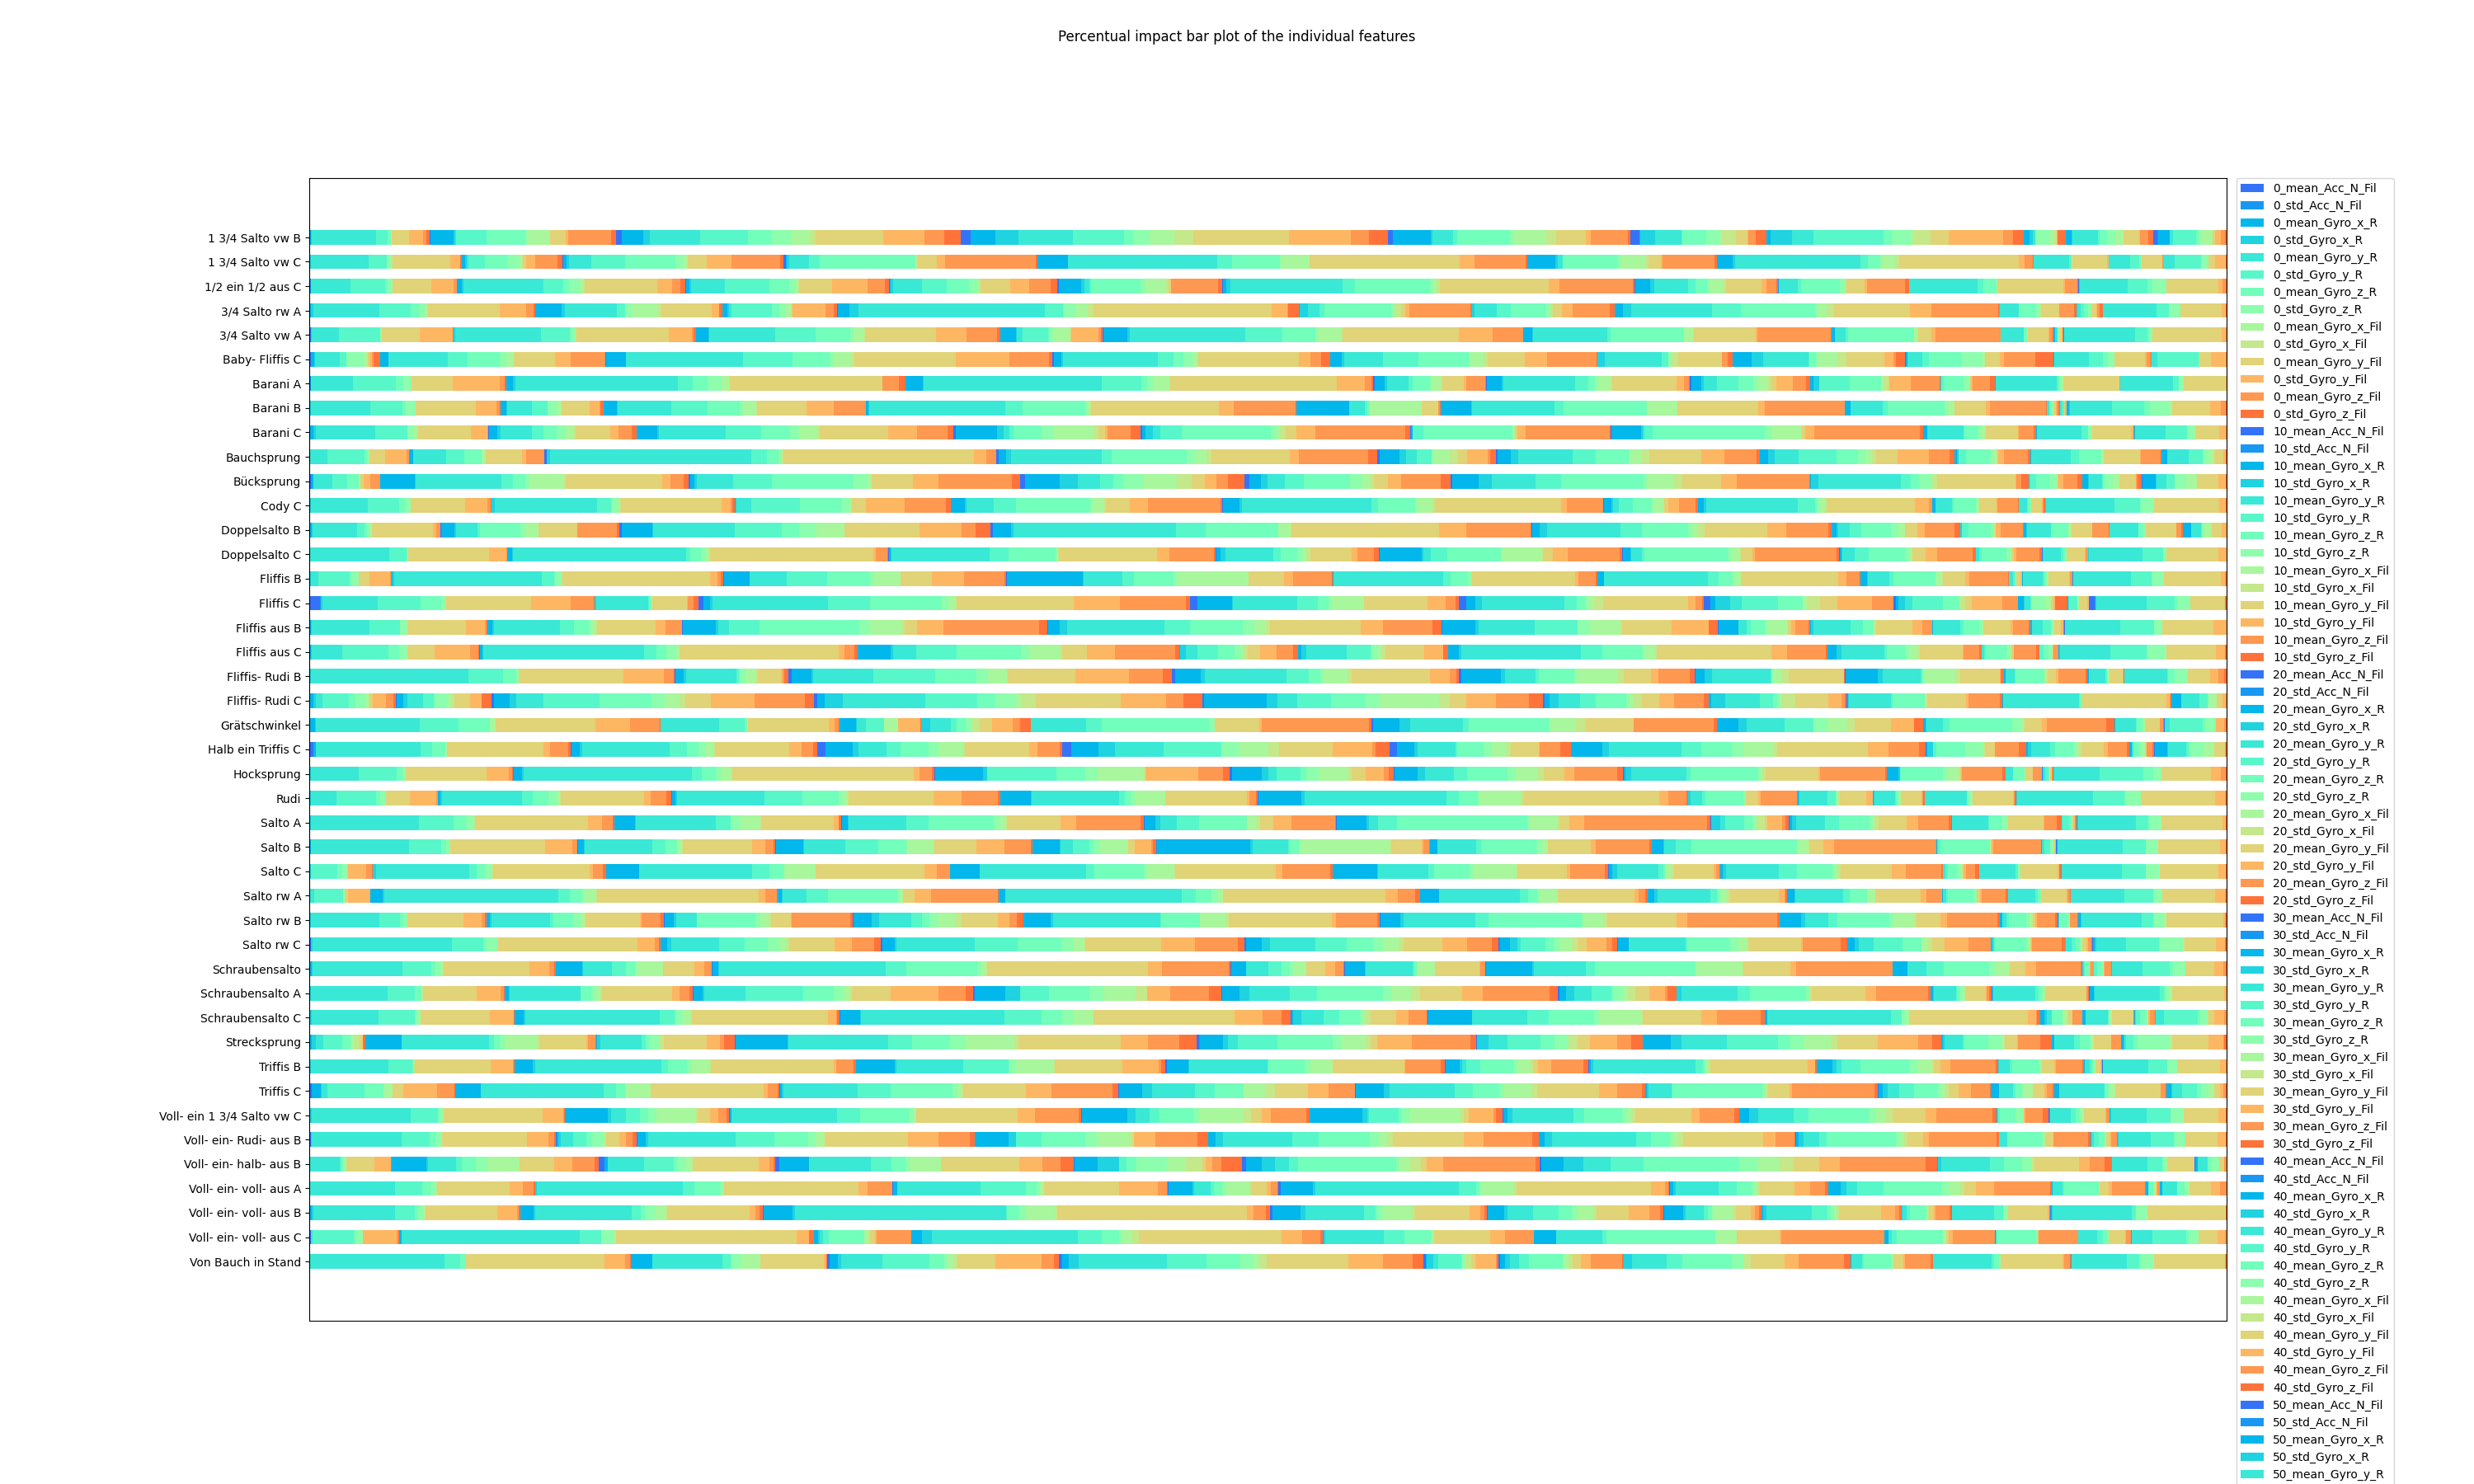 Percentual impact bar plot of the individual features
1 3/4 Salto vw B
1 3/4 Salto vw C
1/2 ein 1/2 aus C
3/4 Salto rw A
3/4 Salto vw A
Baby- Fliffis C
Barani A
Barani B
Barani C
Bauchsprung
Bücksprung
Cody C
Doppelsalto B
Doppelsalto C
Fliffis B
Fliffis C
Fliffis aus B
Fliffis aus C
Fliffis- Rudi B
Fliffis- Rudi C
Grätschwinkel
Halb ein Triffis C
Hocksprung
Rudi
Salto A
Salto B
Salto C
Salto rw A
Salto rw B
Salto rw C
Schraubensalto
Schraubensalto A
Schraubensalto C
Strecksprung
Triffis B
Triffis C
Voll- ein 1 3/4 Salto vw C
Voll- ein- Rudi- aus B
Voll- ein- halb- aus B
Voll- ein- voll- aus A
Voll- ein- voll- aus B
Voll- ein- voll- aus C
Von Bauch in Stand
0_mean_Acc_N_Fil
0_std_Acc_N_Fil
0_mean_Gyro_x_R
0_std_Gyro_x_R
0_mean_Gyro_y_R
0_std_Gyro_y_R
0_mean_Gyro_z_R
0_std_Gyro_z_R
0_mean_Gyro_x_Fil
0_std_Gyro_x_Fil
0_mean_Gyro_y_Fil
0_std_Gyro_y_Fil
0_mean_Gyro_z_Fil
0_std_Gyro_z_Fil
10_mean_Acc_N_Fil
10_std_Acc_N_Fil
10_mean_Gyro_x_R
10_std_Gyro_x_R
10_mean_Gyro_y_R
10_std_Gyro_y_R
10_mean_Gyro_z_R
10_std_Gyro_z_R
10_mean_Gyro_x_Fil
10_std_Gyro_x_Fil
10_mean_Gyro_y_Fil
10_std_Gyro_y_Fil
10_mean_Gyro_z_Fil
10_std_Gyro_z_Fil
20_mean_Acc_N_Fil
20_std_Acc_N_Fil
20_mean_Gyro_x_R
20_std_Gyro_x_R
20_mean_Gyro_y_R
20_std_Gyro_y_R
20_mean_Gyro_z_R
20_std_Gyro_z_R
20_mean_Gyro_x_Fil
20_std_Gyro_x_Fil
20_mean_Gyro_y_Fil
20_std_Gyro_y_Fil
20_mean_Gyro_z_Fil
20_std_Gyro_z_Fil
30_mean_Acc_N_Fil
30_std_Acc_N_Fil
30_mean_Gyro_x_R
30_std_Gyro_x_R
30_mean_Gyro_y_R
30_std_Gyro_y_R
30_mean_Gyro_z_R
30_std_Gyro_z_R
30_mean_Gyro_x_Fil
30_std_Gyro_x_Fil
30_mean_Gyro_y_Fil
30_std_Gyro_y_Fil
30_mean_Gyro_z_Fil
30_std_Gyro_z_Fil
40_mean_Acc_N_Fil
40_std_Acc_N_Fil
40_mean_Gyro_x_R
40_std_Gyro_x_R
40_mean_Gyro_y_R
40_std_Gyro_y_R
40_mean_Gyro_z_R
40_std_Gyro_z_R
40_mean_Gyro_x_Fil
40_std_Gyro_x_Fil
40_mean_Gyro_y_Fil
40_std_Gyro_y_Fil
40_mean_Gyro_z_Fil
40_std_Gyro_z_Fil
50_mean_Acc_N_Fil
50_std_Acc_N_Fil
50_mean_Gyro_x_R
50_std_Gyro_x_R
50_mean_Gyro_y_R